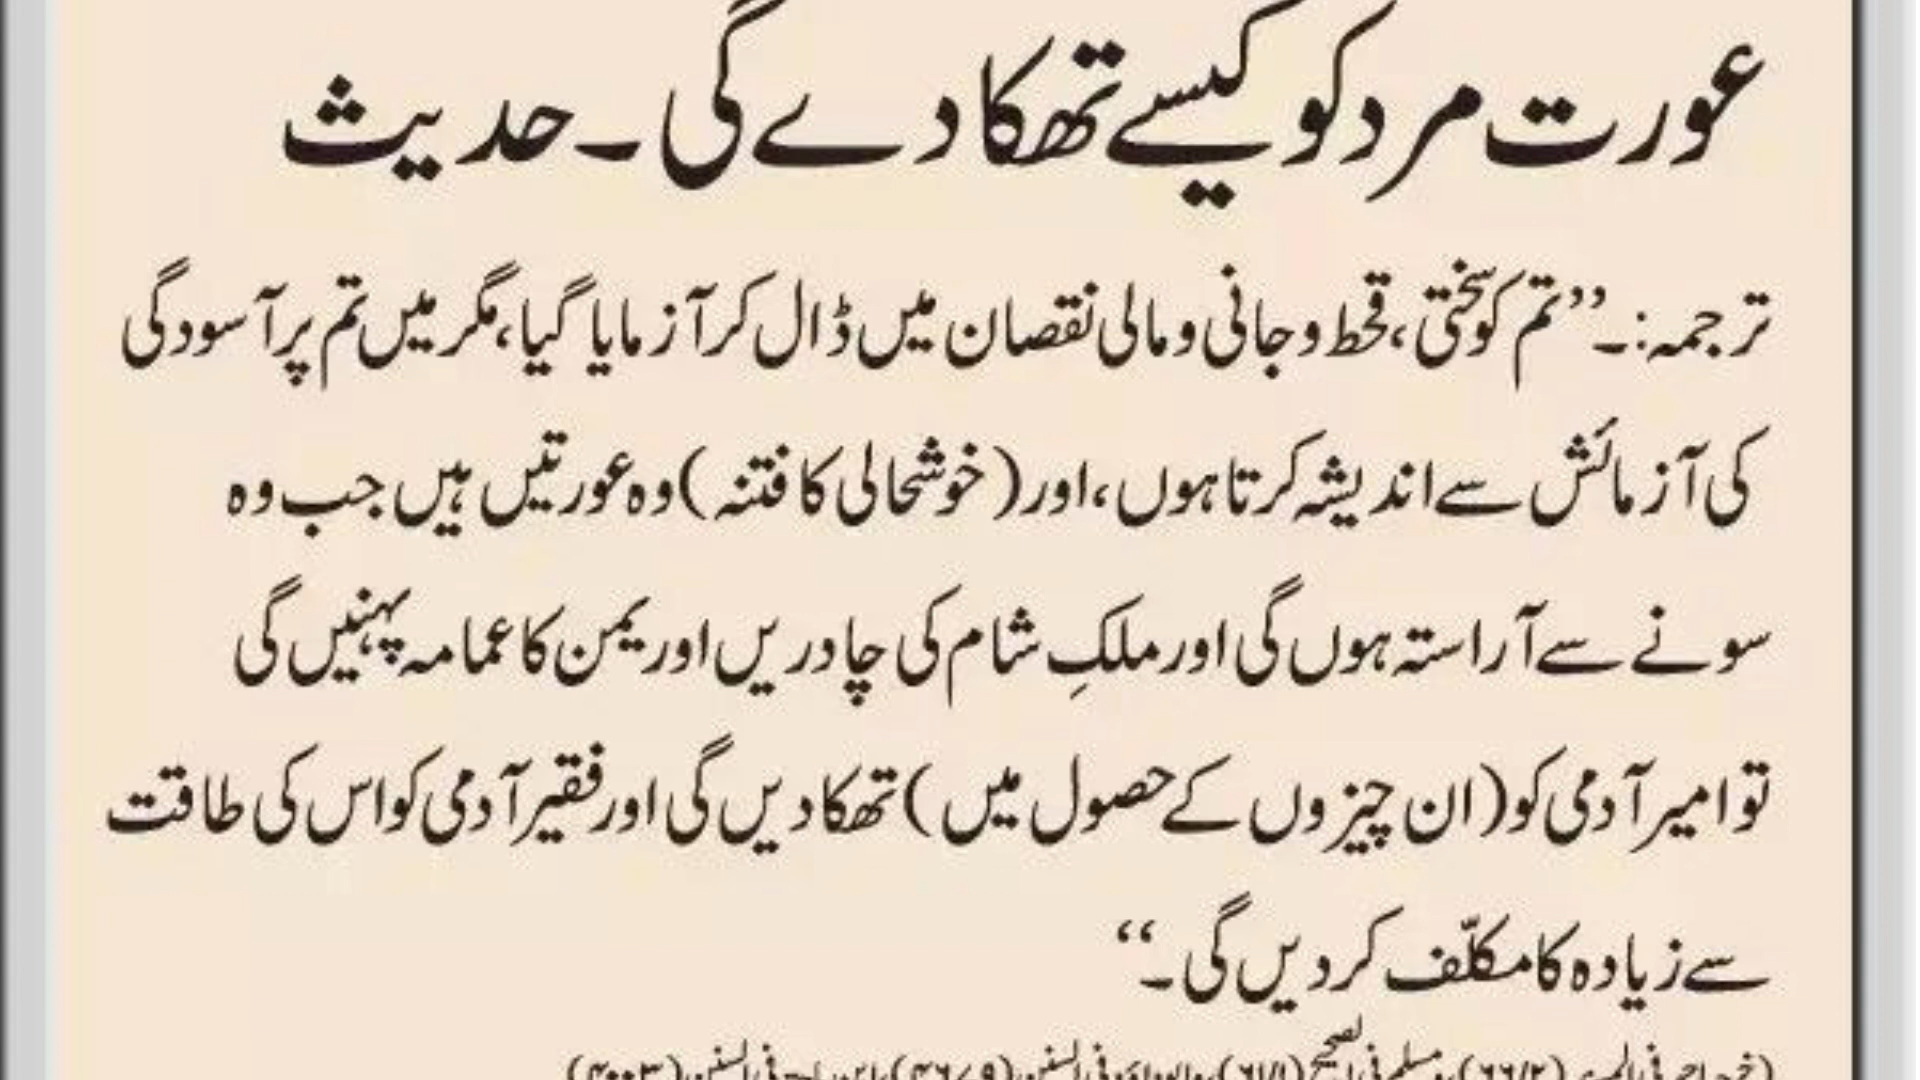 عورت مرد کو کیسے تھکا دے گی ۔ حدیث
ترجمہ:۔ ’’تم کو سختی، قحط و جانی و مالی نقصان میں ڈال کر آزمایا گیا، مگر میں تم پر آسودگی
کی آزمائش سے اندیشہ کرتا ہوں، اور (خوشحالی کا فتنہ) وہ عورتیں ہیں جب وہ
سونے سے آراستہ ہوں گی اور ملکِ شام کی چادریں اور یمن کا عمامہ پہنیں گی
تو امیر آدمی کو (ان چیزوں کے حصول میں) تھکا دیں گی اور فقیر آدمی کو اس کی طاقت
سے زیادہ کا مکلّف کر دیں گی ۔‘‘